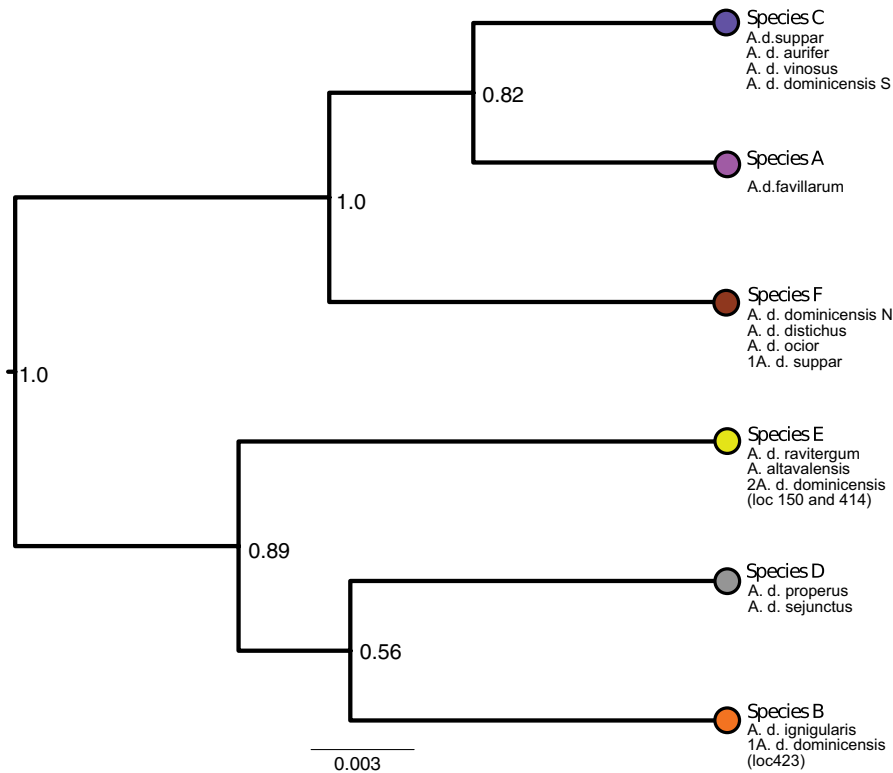 Species C
A.d.suppar
A. d. aurifer
A. d. vinosus
A. d. dominicensis S
0.82
Species A
A.d.favillarum
1.0
Species F
A. d. dominicensis N
A. d. distichus
A. d. ocior
1A. d. suppar
1.0
Species E
A. d. ravitergum
A. altavalensis
2A. d. dominicensis
(loc 150 and 414)
0.89
Species D
A. d. properus
A. d. sejunctus
0.56
Species B
A. d. ignigularis
1A. d. dominicensis
(loc423)
0.003